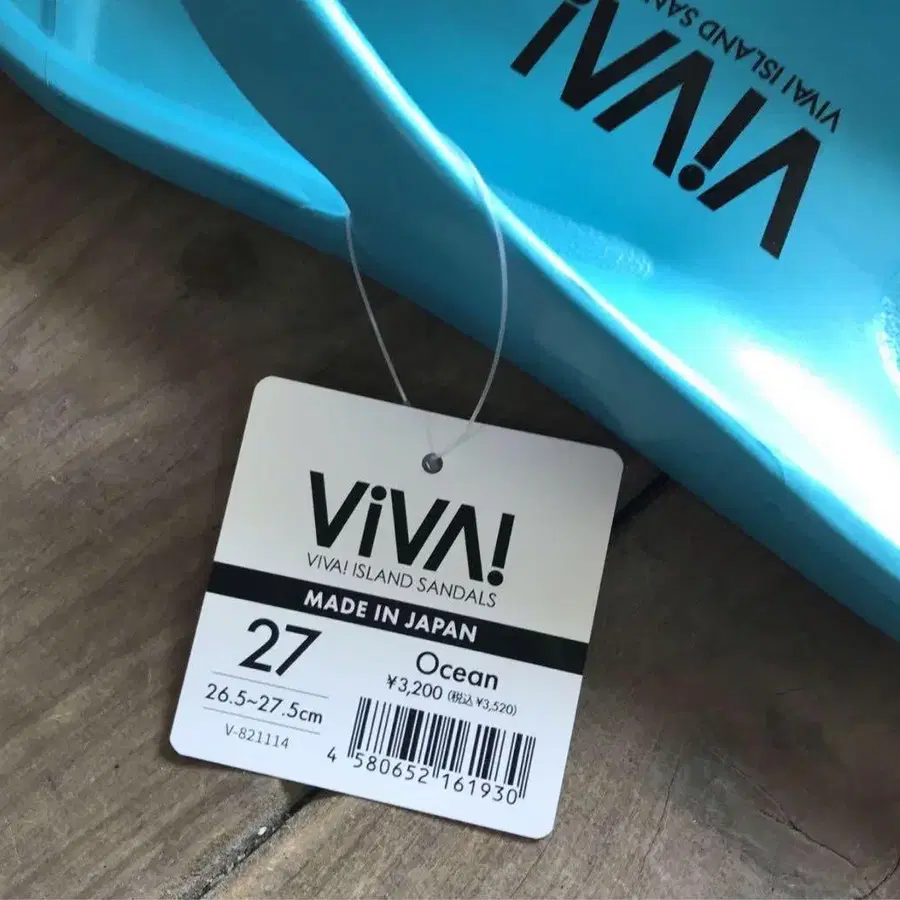 ViVA!
VIVA! ISLAND SAN
ViVA!
VIVA! ISLAND SANDALS
MADE IN JAPAN
27
26.5~27.5cm
V-821114
Ocean
¥3,200 (税込 ¥3,520)
4 580652 161930